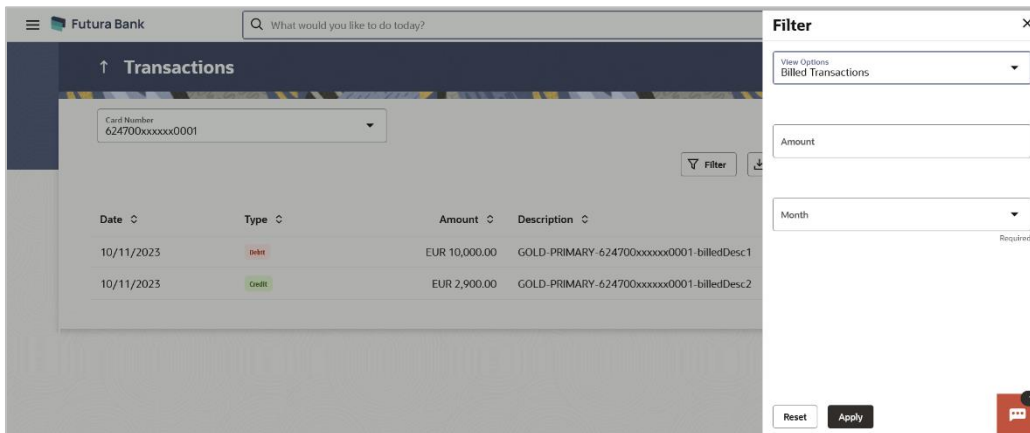 Futura Bank
What would you like to do today?
Transactions
Card Number
624700xxxxxx0001
Filter
Date Type Amount Description
10/11/2023 Debit EUR 10,000.00 GOLD-PRIMARY-624700xxxxxx0001-billedDesc1
10/11/2023 Credit EUR 2,900.00 GOLD-PRIMARY-624700xxxxxx0001-billedDesc2
Filter
View Options
Billed Transactions
Amount
Month
Required
Reset Apply